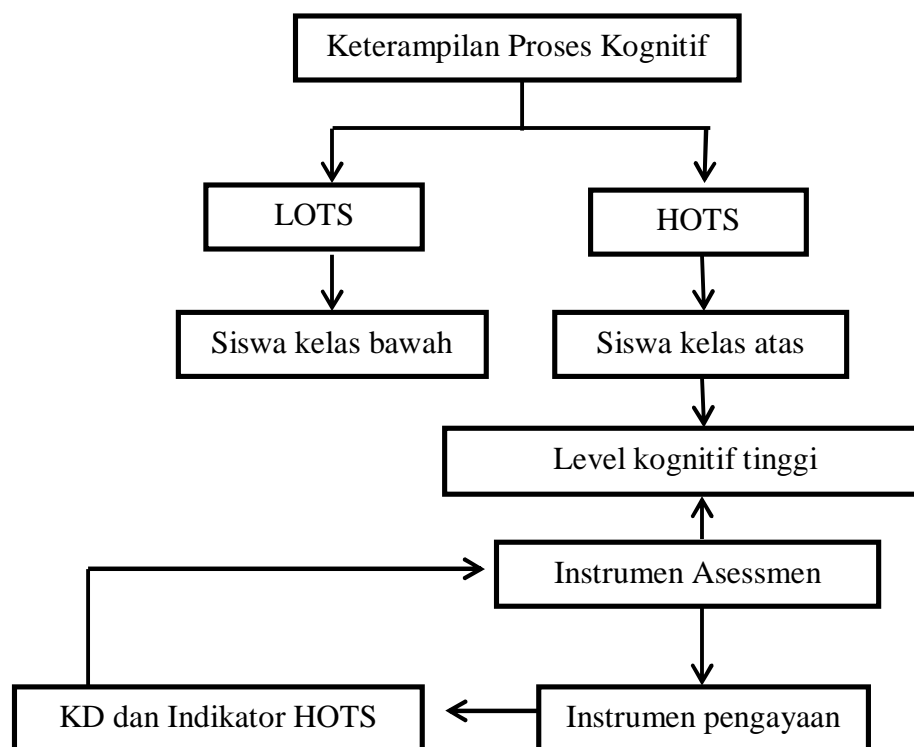 Keterampilan Proses Kognitif
LOTS
HOTS
Siswa kelas bawah
Siswa kelas atas
Level kognitif tinggi
Instrumen Asessmen
KD dan Indikator HOTS
Instrumen pengayaan